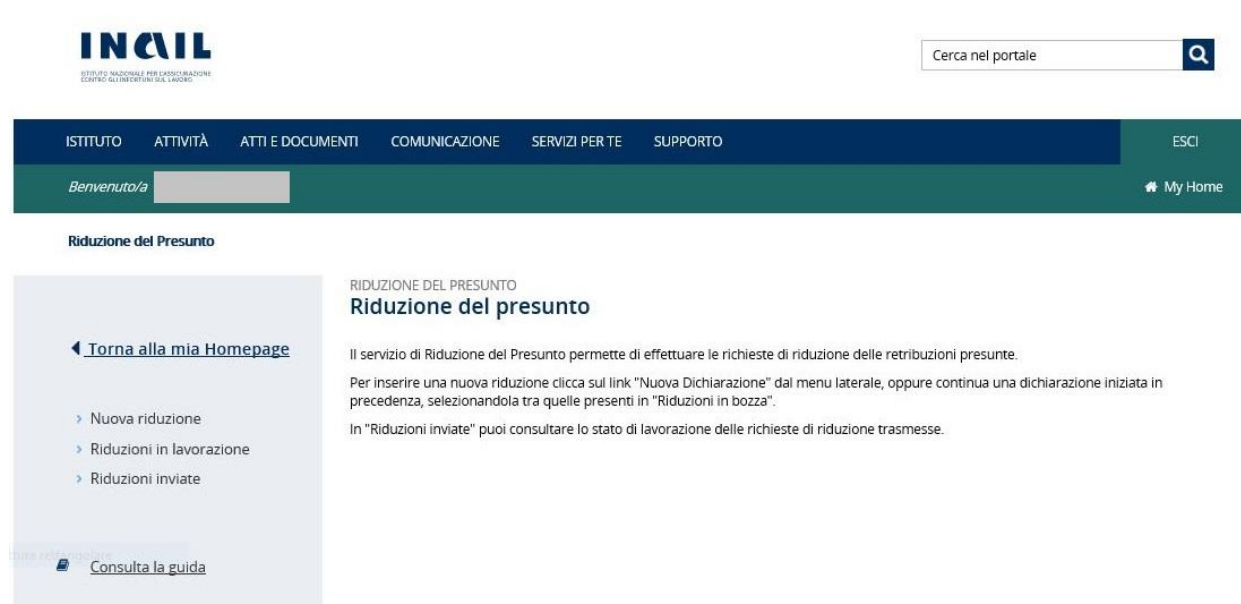 INAIL
ISTITUTO NAZIONALE PER L'ASSICURAZIONE
CONTRO GLI INFORTUNI SUL LAVORO
Cerca nel portale
ISTITUTO ATTIVITÀ ATTI E DOCUMENTI COMUNICAZIONE SERVIZI PER TE SUPPORTO ESCI
Benvenuto/a My Home
Riduzione del Presunto
RIDUZIONE DEL PRESUNTO
Riduzione del presunto
Torna alla mia Homepage
Nuova riduzione
Riduzioni in lavorazione
Riduzioni inviate
Consulta la guida
Il servizio di Riduzione del Presunto permette di effettuare le richieste di riduzione delle retribuzioni presunte.
Per inserire una nuova riduzione clicca sul link "Nuova Dichiarazione" dal menu laterale, oppure continua una dichiarazione iniziata in
precedenza, selezionandola tra quelle presenti in "Riduzioni in bozza".
In "Riduzioni inviate" puoi consultare lo stato di lavorazione delle richieste di riduzione trasmesse.